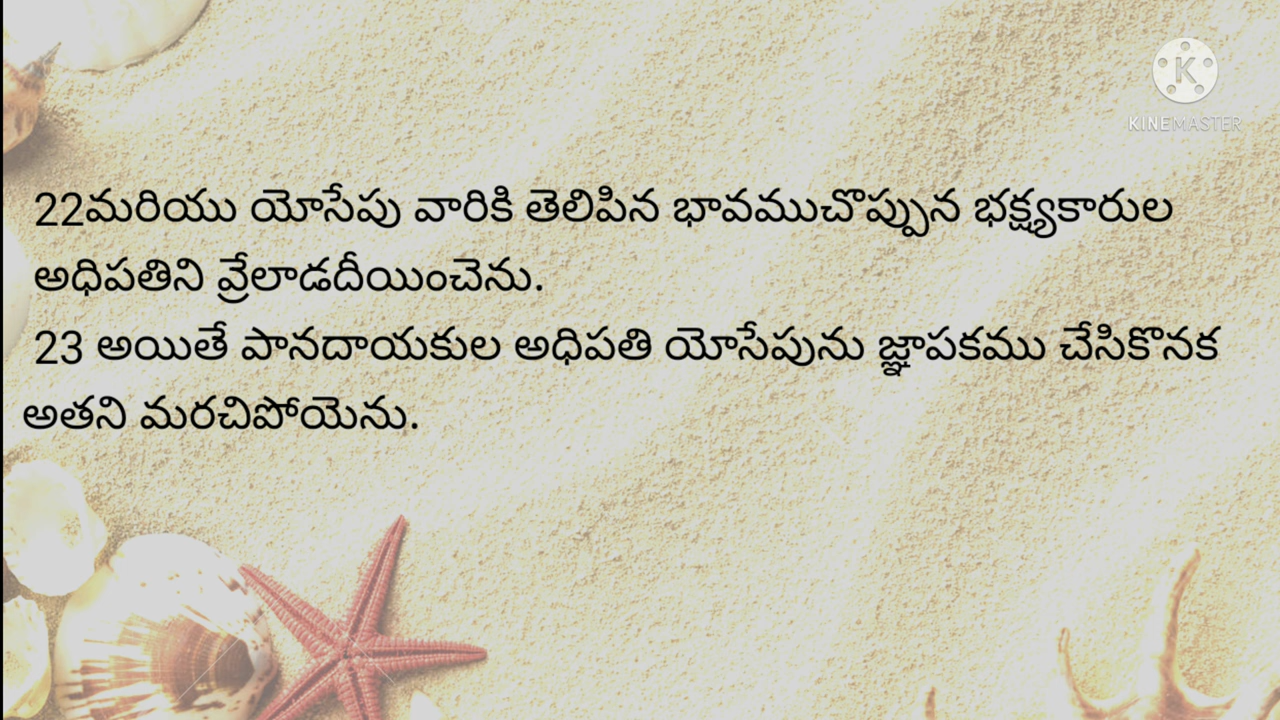 KINEMASTER
22మరియు యోసేపు వారికి తెలిపిన భావముచొప్పున భక్ష్యకారుల
అధిపతిని వ్రేలాడదీయించెను.
23 అయితే పానదాయకుల అధిపతి యోసేపును జ్ఞాపకము చేసికొనక
అతని మరచిపోయెను.